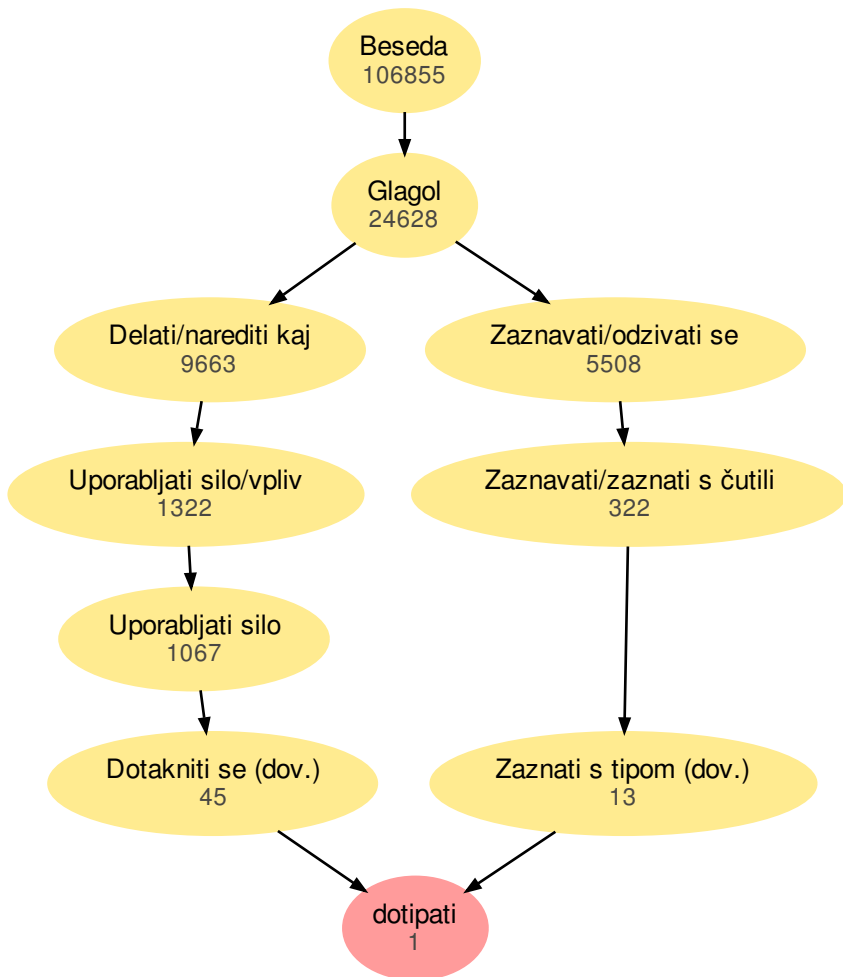 Beseda
106855
Glagol
24628
Delati/narediti kaj
9663
Zaznavati/odzivati se
5508
Uporabljati silo/vpliv
1322
Zaznavati/zaznati s čutili
322
Uporabljati silo
1067
Dotakniti se (dov.)
45
Zaznati s tipom (dov.)
13
dotipati
1